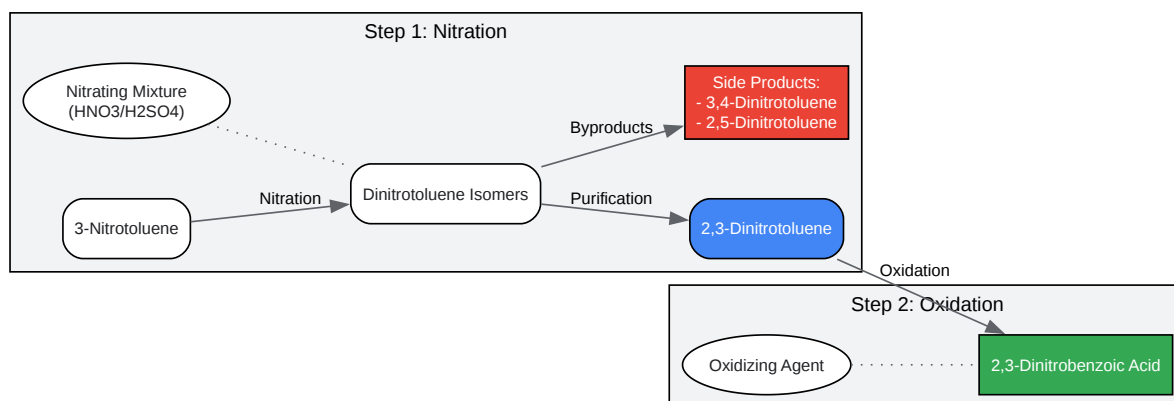 Step 1: Nitration
Nitrating Mixture
(HNO3/H2SO4)
Side Products:
- 3,4-Dinitrotoluene
- 2,5-Dinitrotoluene
Byproducts
Dinitrotoluene Isomers
Nitration
Purification
3-Nitrotoluene
2,3-Dinitrotoluene
Oxidation
Step 2: Oxidation
Oxidizing Agent
2,3-Dinitrobenzoic Acid